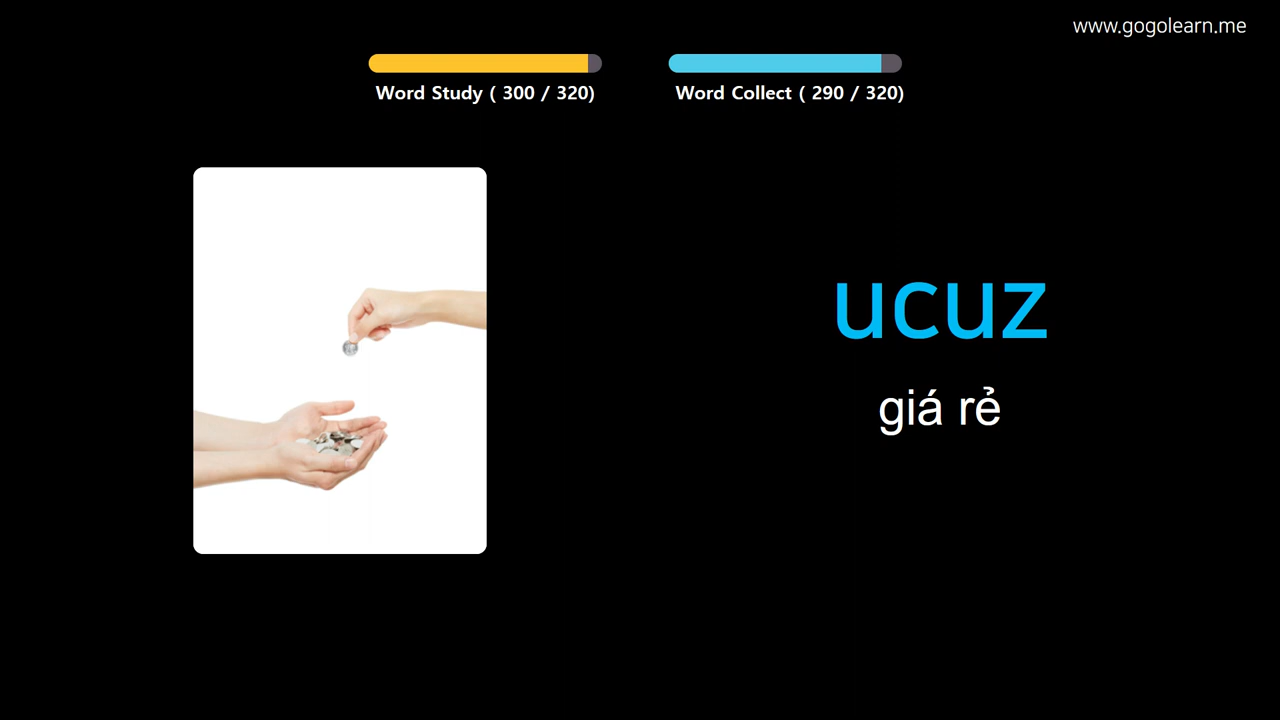 www.gogolearn.me
Word Study ( 300 / 320)
Word Collect ( 290 / 320)
ucuz
giá rẻ